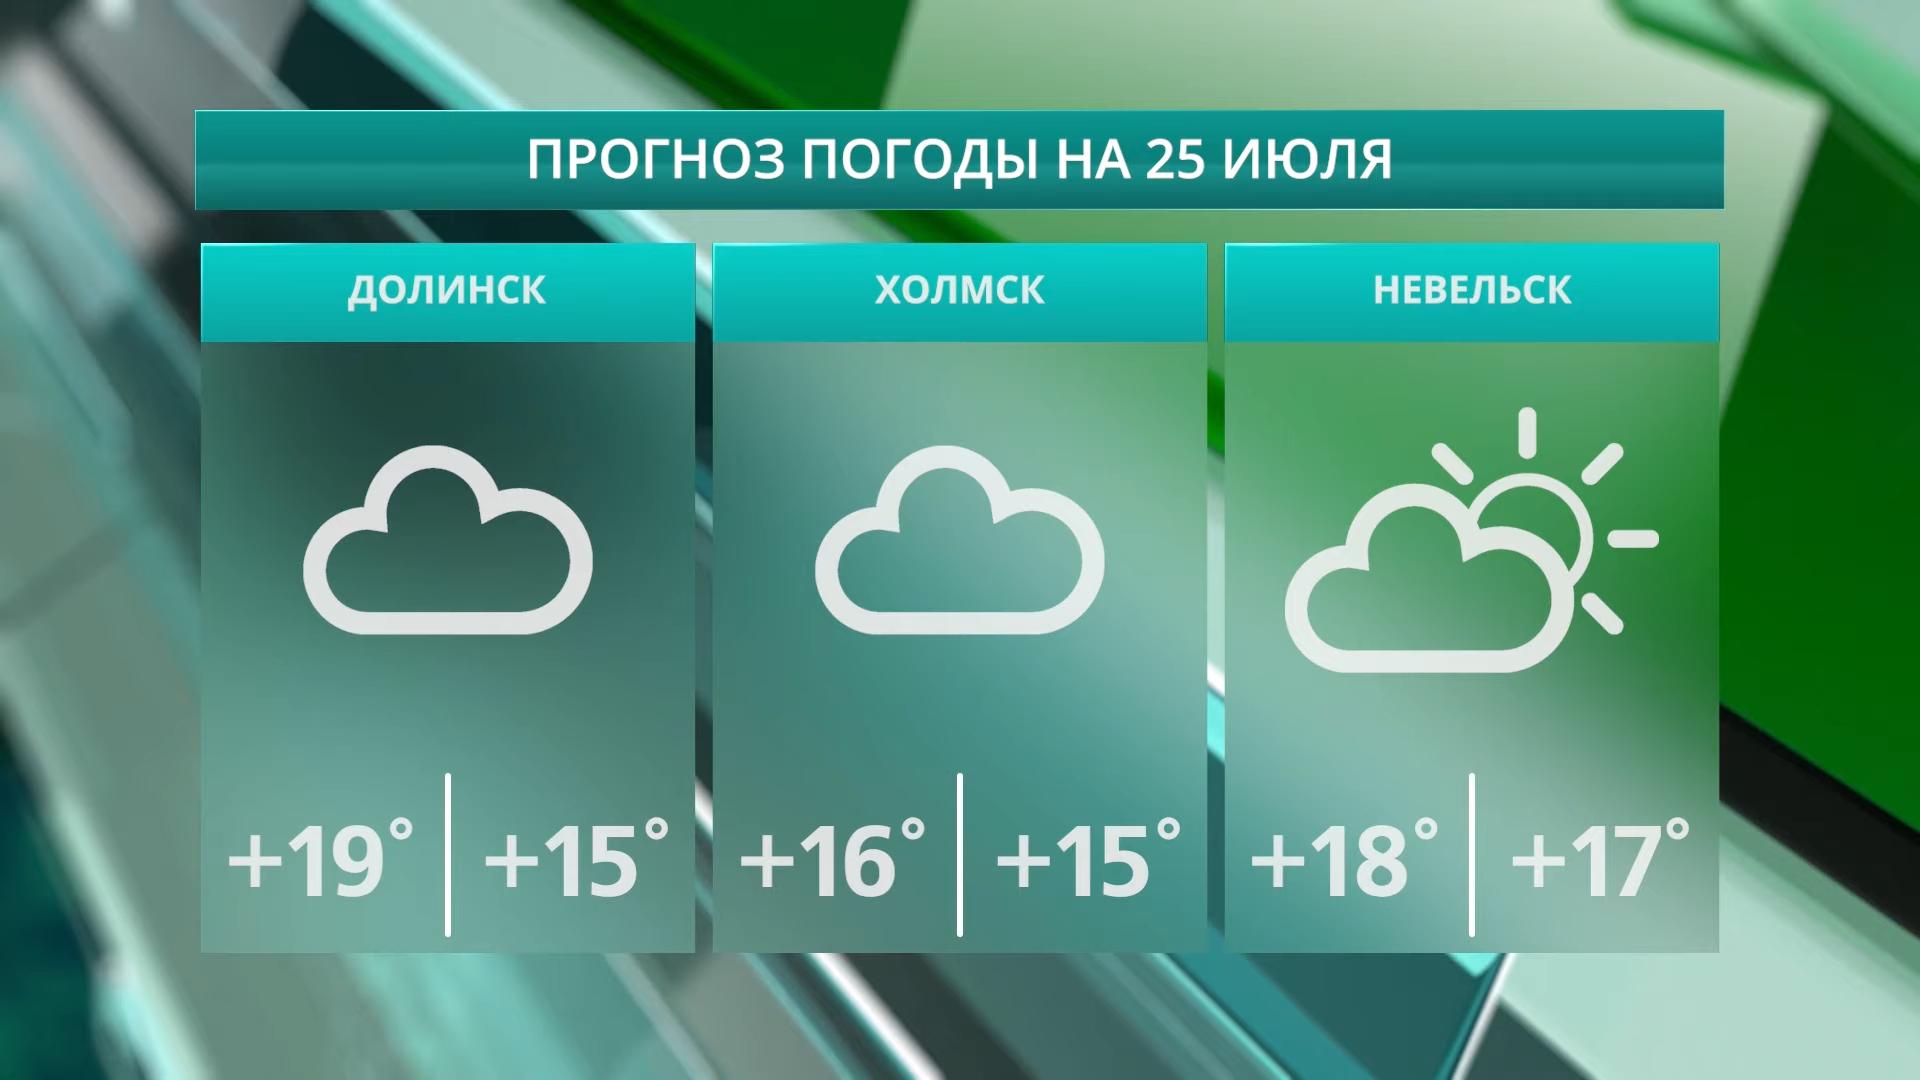 ПРОГНОЗ ПОГОДЫ НА 25 ИЮЛЯ
ДОЛИНСК
ХОЛМСК
НЕВЕЛЬСК
+19° +15°
+16° +15°
+18° +17°